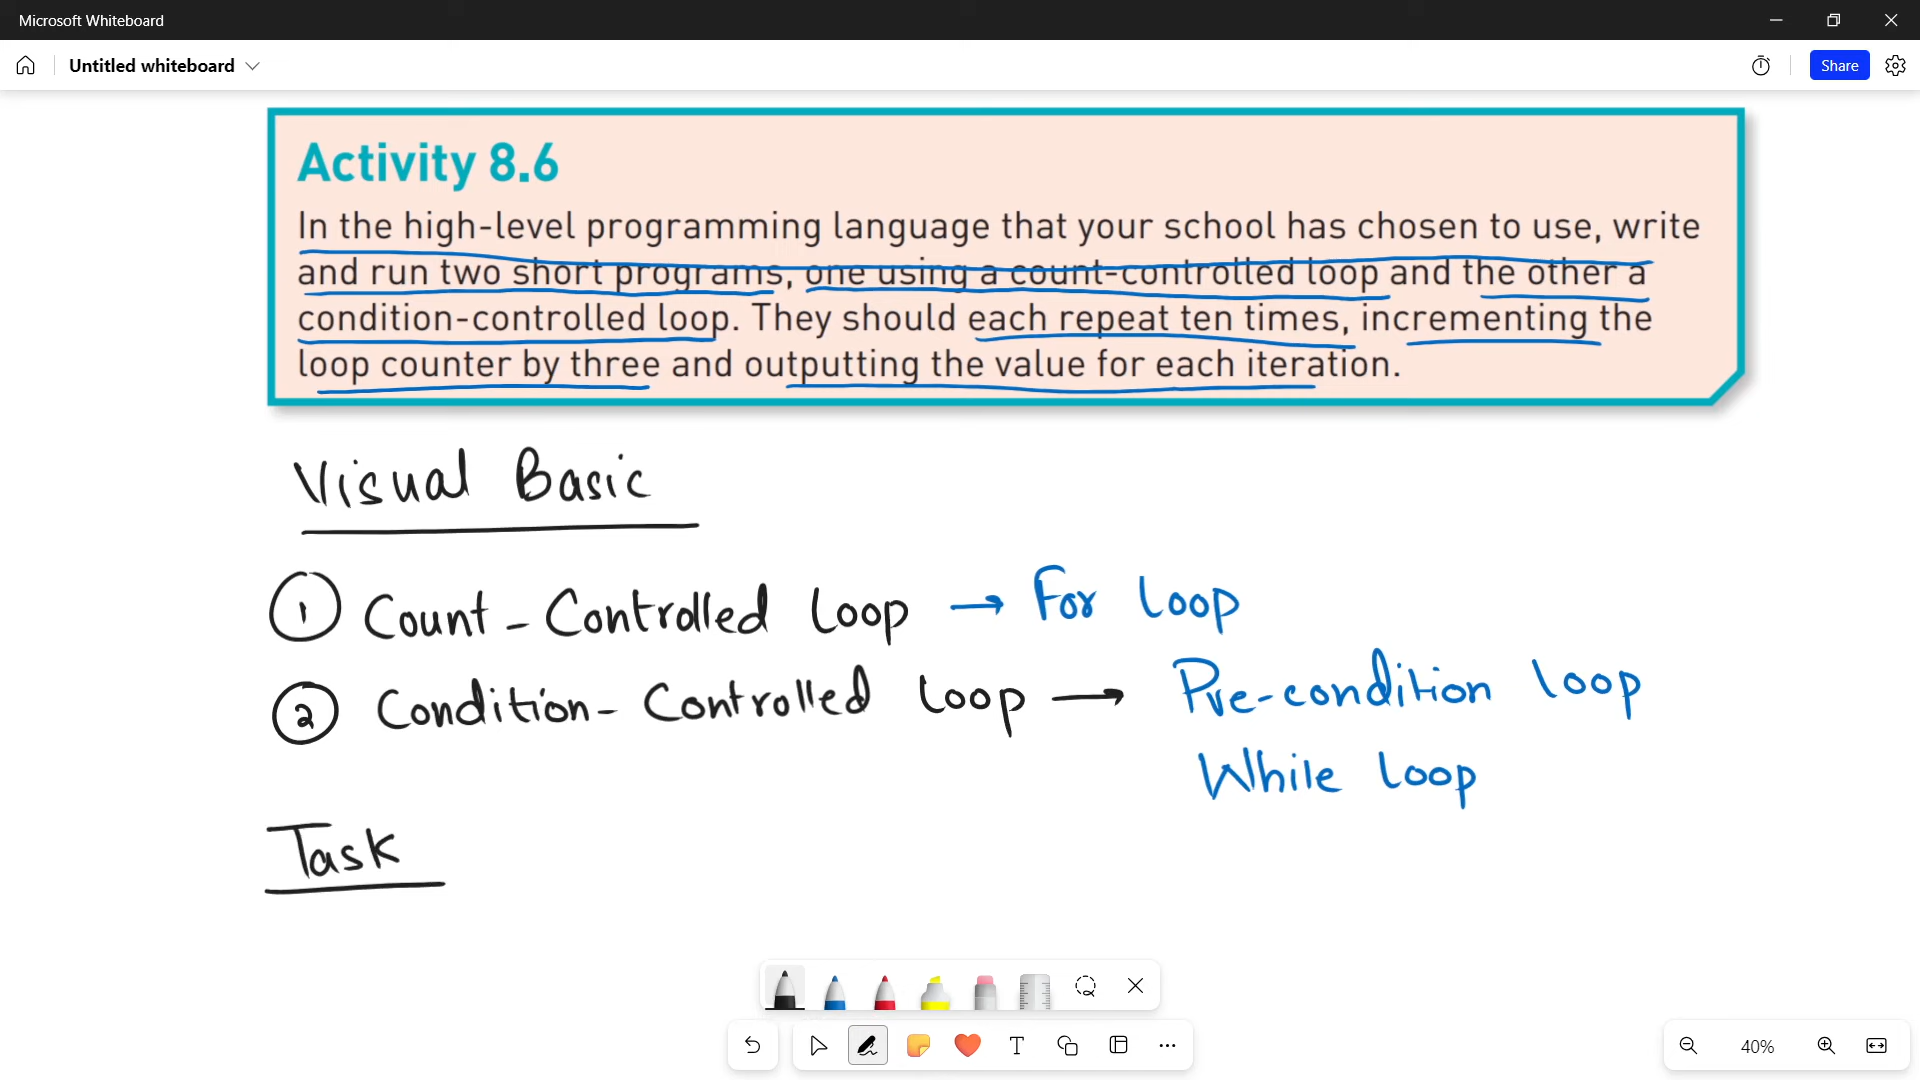 Microsoft Whiteboard
Untitled whiteboard
Share
Activity 8.6
In the high-level programming language that your school has chosen to use, write
and run two short programs, one using a count-controlled loop and the other a
condition-controlled loop. They should each repeat ten times, incrementing the
loop counter by three and outputting the value for each iteration.
Visual Basic
1 Count-Controlled Loop → For Loop
2 Condition-Controlled Loop → Pre-condition loop
While Loop
Task
40%